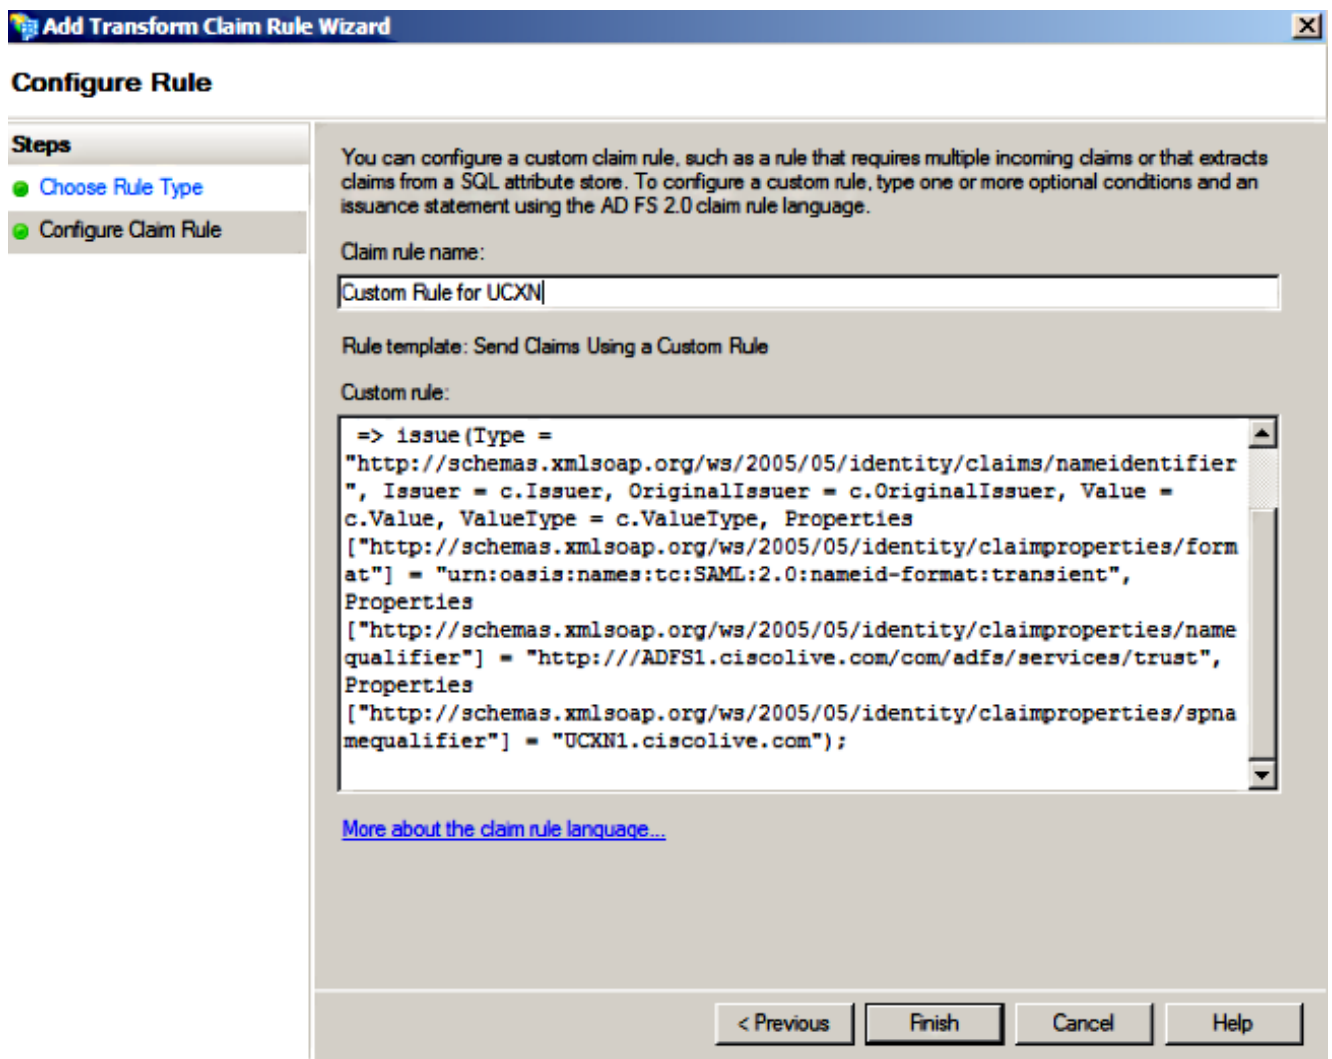 Add Transform Claim Rule Wizard
Configure Rule
Steps
Choose Rule Type
Configure Claim Rule
You can configure a custom claim rule, such as a rule that requires multiple incoming claims or that extracts
claims from a SQL attribute store. To configure a custom rule, type one or more optional conditions and an
issuance statement using the AD FS 2.0 claim rule language.
Claim rule name:
Custom Rule for UCXN
Rule template: Send Claims Using a Custom Rule
Custom rule:
=> issue(Type =
"http://schemas.xmlsoap.org/ws/2005/05/identity/claims/nameidentifier
", Issuer = c.Issuer, OriginalIssuer = c.OriginalIssuer, Value =
c.Value, ValueType = c.ValueType, Properties
["http://schemas.xmlsoap.org/ws/2005/05/identity/claimproperties/form
at"] = "urn:oasis:names:tc:SAML:2.0:nameid-format:transient",
Properties
["http://schemas.xmlsoap.org/ws/2005/05/identity/claimproperties/name
qualifier"] = "http:///ADFS1.ciscolive.com/com/adfs/services/trust",
Properties
["http://schemas.xmlsoap.org/ws/2005/05/identity/claimproperties/spna
mequalifier"] = "UCXN1.ciscolive.com");
More about the claim rule language...
< Previous
Finish
Cancel
Help